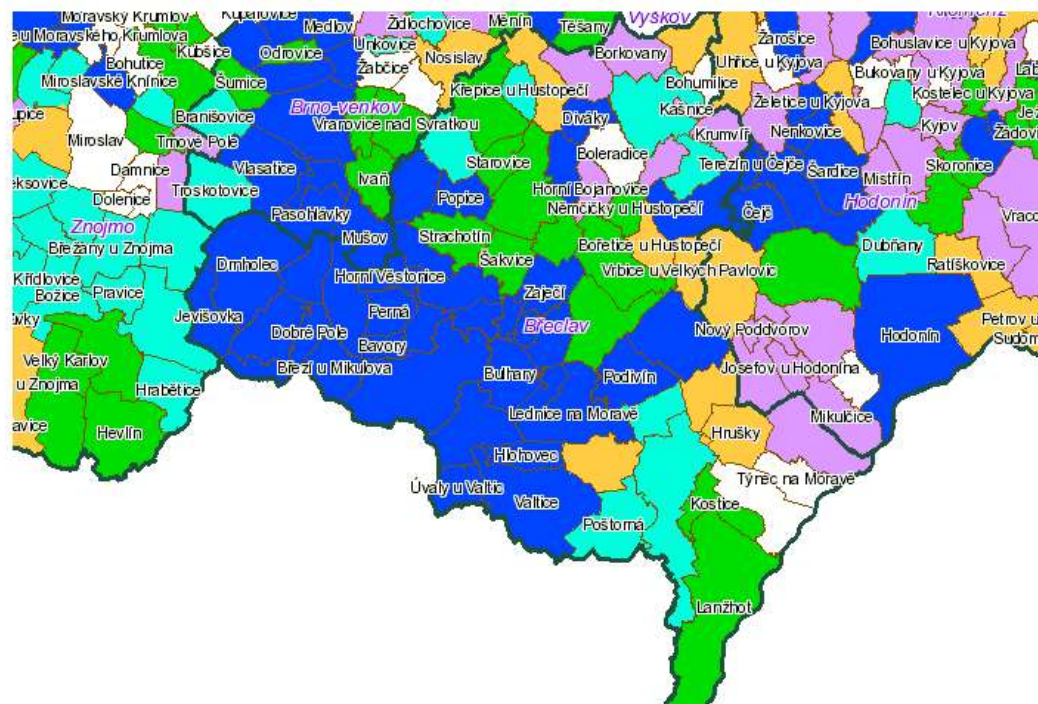 Moravský Krumlov
Kupařovice
Medlov
Židlochovice
Měnín
Těšany
Vyškov
u Moravského Krumlova
Kubšice
Odrovice
Unkovice
Nosislav
Borkovany
Žarošice
Bohuslavice u Kyjova
Bohutice
Žabčice
Bohumilice
Uhřice u Kyjova
Bukovany u Kyjova
Miroslavské Knínice
Šumice
Brno-venkov
Křepice u Hustopečí
Kašnice
Želetice u Kyjova
Kostelec u Kyjova
Branišovice
Vranovice nad Svratkou
Diváky
Krumvíř
Nenkovice
Kyjov
Miroslav
Trnové Pole
Boleradice
Terezín u Čejče
Damnice
Vlasatice
Ivaň
Starovice
Šardice
Mistřín
Skoronice
Dolenice
Troskotovice
Pasohlávky
Popice
Horní Bojanovice
Němčičky u Hustopečí
Čejč
Hodonín
Znojmo
Mušov
Strachotín
Bořetice u Hustopečí
Dubňany
Břežany u Znojma
Drnholec
Horní Věstonice
Šakvice
Vrbice u Velkých Pavlovic
Ratíškovice
Křídlovice
Božice
Pravice
Jevišovka
Perná
Zaječí
Břeclav
Nový Poddvorov
Hodonín
Velký Karlov
Dobré Pole
Bavory
u Znojma
Březí u Mikulova
Bulhary
Podivín
Josefov u Hodonína
Hrabětice
Lednice na Moravě
Mikulčice
Hevlín
Hrušky
Hlohovec
Týnec na Moravě
Úvaly u Valtic
Valtice
Poštorná
Kostice
Lanžhot